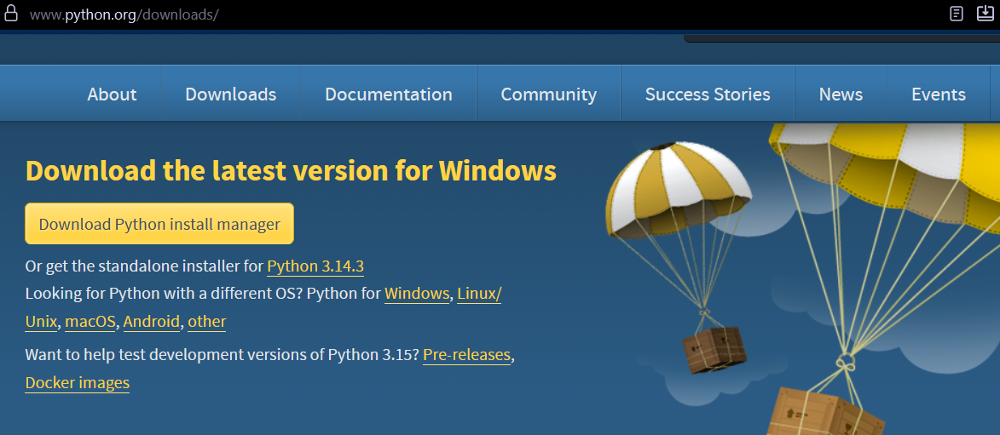 www.python.org/downloads/
About Downloads Documentation Community Success Stories News Events
Download the latest version for Windows
Download Python install manager
Or get the standalone installer for Python 3.14.3
Looking for Python with a different OS? Python for Windows, Linux/
Unix, macOS, Android, other
Want to help test development versions of Python 3.15? Pre-releases,
Docker images